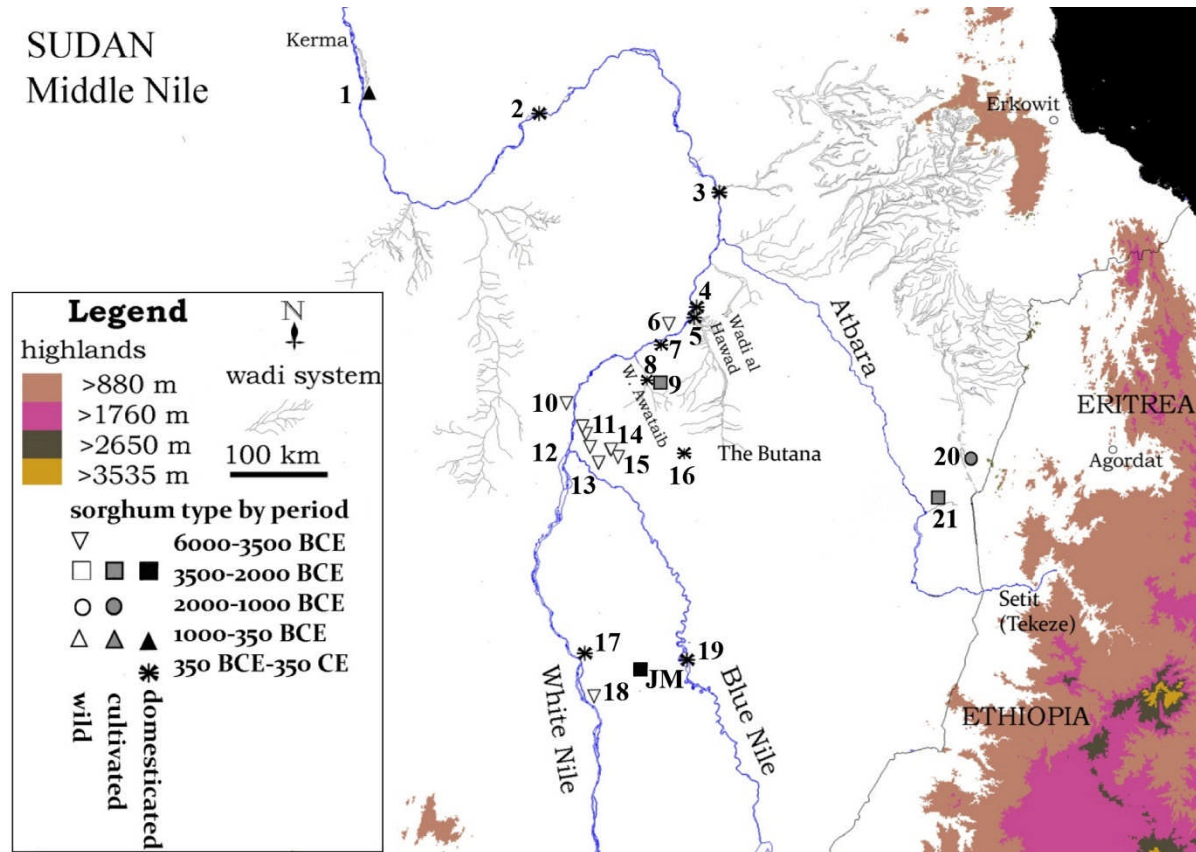 SUDAN
Middle Nile
Kerma
1
2
Erkowit
3
Legend
highlands
>880 m
>1760 m
>2650 m
>3535 m
N
wadi system
100 km
sorghum type by period
6000-3500 BCE
3500-2000 BCE
2000-1000 BCE
1000-350 BCE
350 BCE-350 CE
wild
cultivated
domesticated
4
5
6
7
8
9
Wadi al
Hawad
W. Awataib
Atbara
10
11
12
13
14
15
16
The Butana
ERITREA
Agordat
20
21
Setit
(Tekeze)
17
18
JM
19
White Nile
Blue Nile
ETHIOPIA